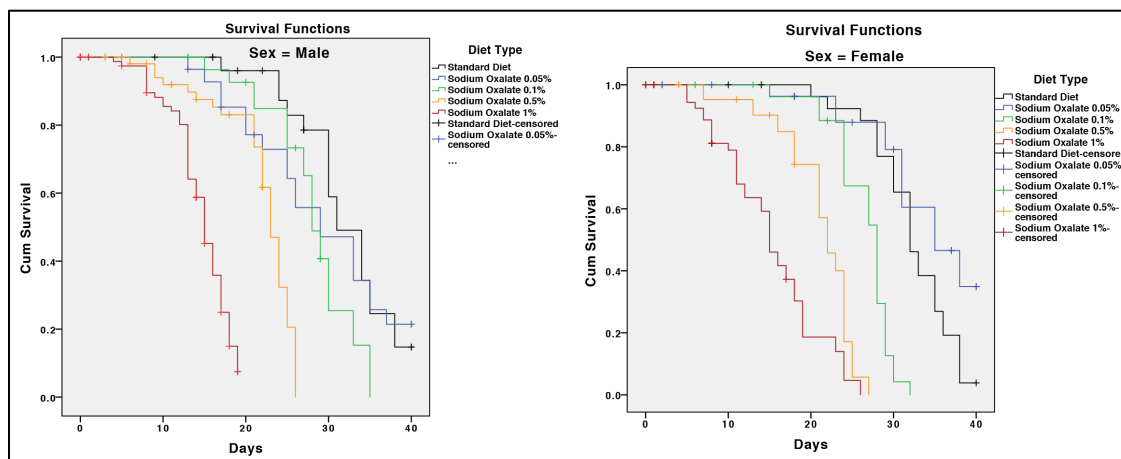 Survival Functions
Sex = Male
Cum Survival
1.0
0.8
0.6
0.4
0.2
0.0
0
10
20
30
40
Days
Diet Type
Standard Diet
Sodium Oxalate 0.05%
Sodium Oxalate 0.1%
Sodium Oxalate 0.5%
Sodium Oxalate 1%
Standard Diet-censored
Sodium Oxalate 0.05%-
censored
...
Survival Functions
Sex = Female
Cum Survival
1.0
0.8
0.6
0.4
0.2
0.0
0
10
20
30
40
Days
Diet Type
Standard Diet
Sodium Oxalate 0.05%
Sodium Oxalate 0.1%
Sodium Oxalate 0.5%
Sodium Oxalate 1%
Standard Diet-censore
Sodium Oxalate 0.05%
censored
Sodium Oxalate 0.1%-
censored
Sodium Oxalate 0.5%-
censored
Sodium Oxalate 1%-
censored